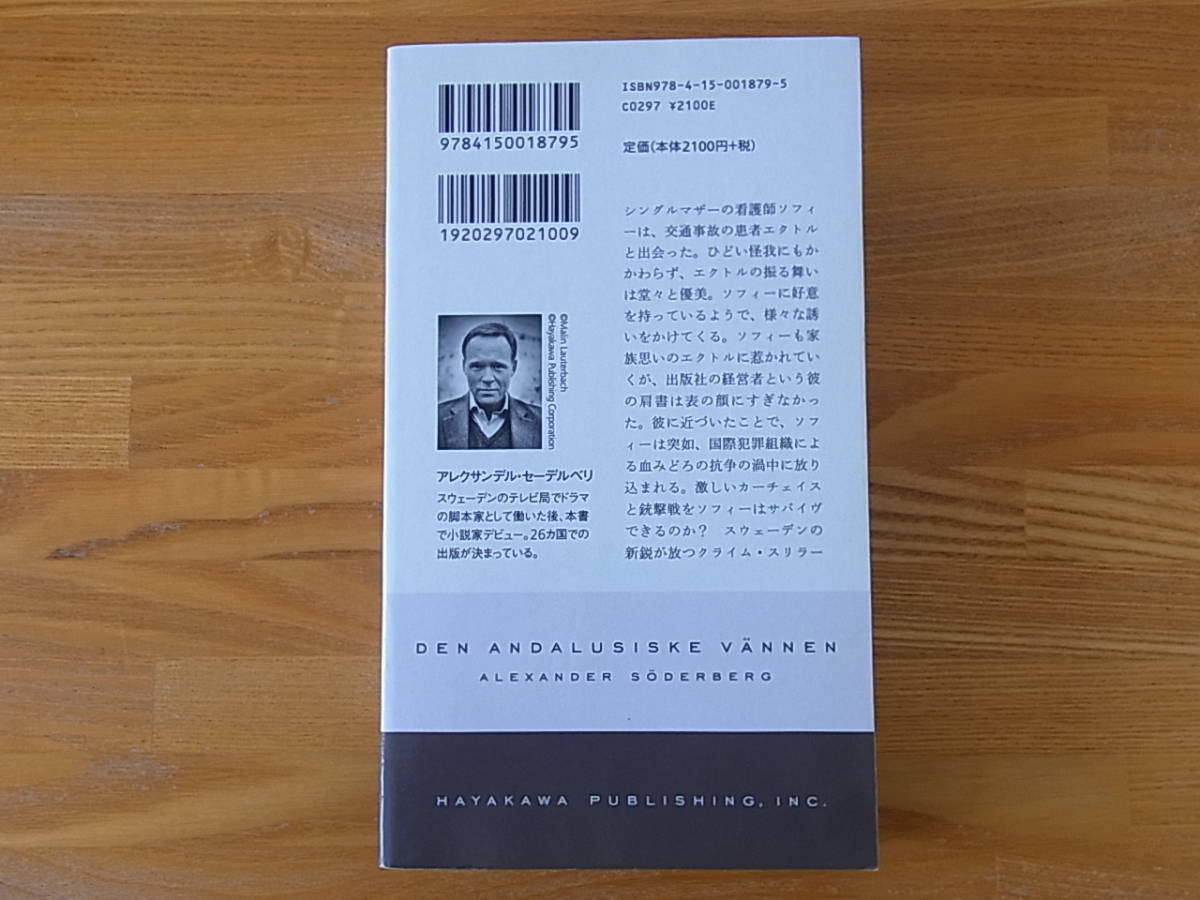 9784150018795
1920297021009
ISBN978-4-15-001879-5
C0297 ¥2100E
定価(本体2100円+税)
シングルマザーの看護師ソフィ
ーは、交通事故の患者エクトル
と出会った。ひどい怪我にもか
かわらず、エクトルの振る舞い
は堂々と優美。ソフィーに好意
を持っているようで、様々な誘
いをかけてくる。ソフィーも家
族思いのエクトルに惹かれてい
くが、出版社の経営者という彼
の肩書は表の顔にすぎなかっ
た。彼に近づいたことで、ソフ
ィーは突如、国際犯罪組織によ
る血みどろの抗争の渦中に放り
込まれる。激しいカーチェイス
と銃撃戦をソフィーはサバイヴ
できるのか?　スウェーデンの
新鋭が放つクライム・スリラー
©Malin Lauterbach
©Hayakawa Publishing Corporation
アレクサンデル・セーデルベリ
スウェーデンのテレビ局でドラマ
の脚本家として働いた後、本書
で小説家デビュー。26カ国での
出版が決まっている。
DEN ANDALUSISKE VÄNNEN
ALEXANDER SÖDERBERG
HAYAKAWA PUBLISHING, INC.